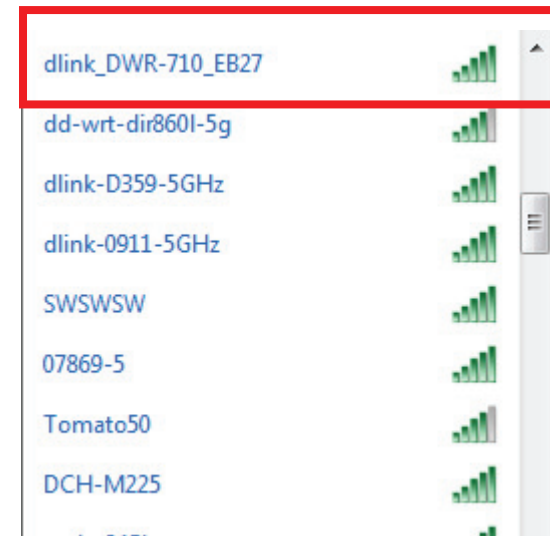 dlink_DWR-710_EB27
dd-wrt-dir860l-5g
dlink-D359-5GHz
dlink-0911-5GHz
SWSWSW
07869-5
Tomato50
DCH-M225